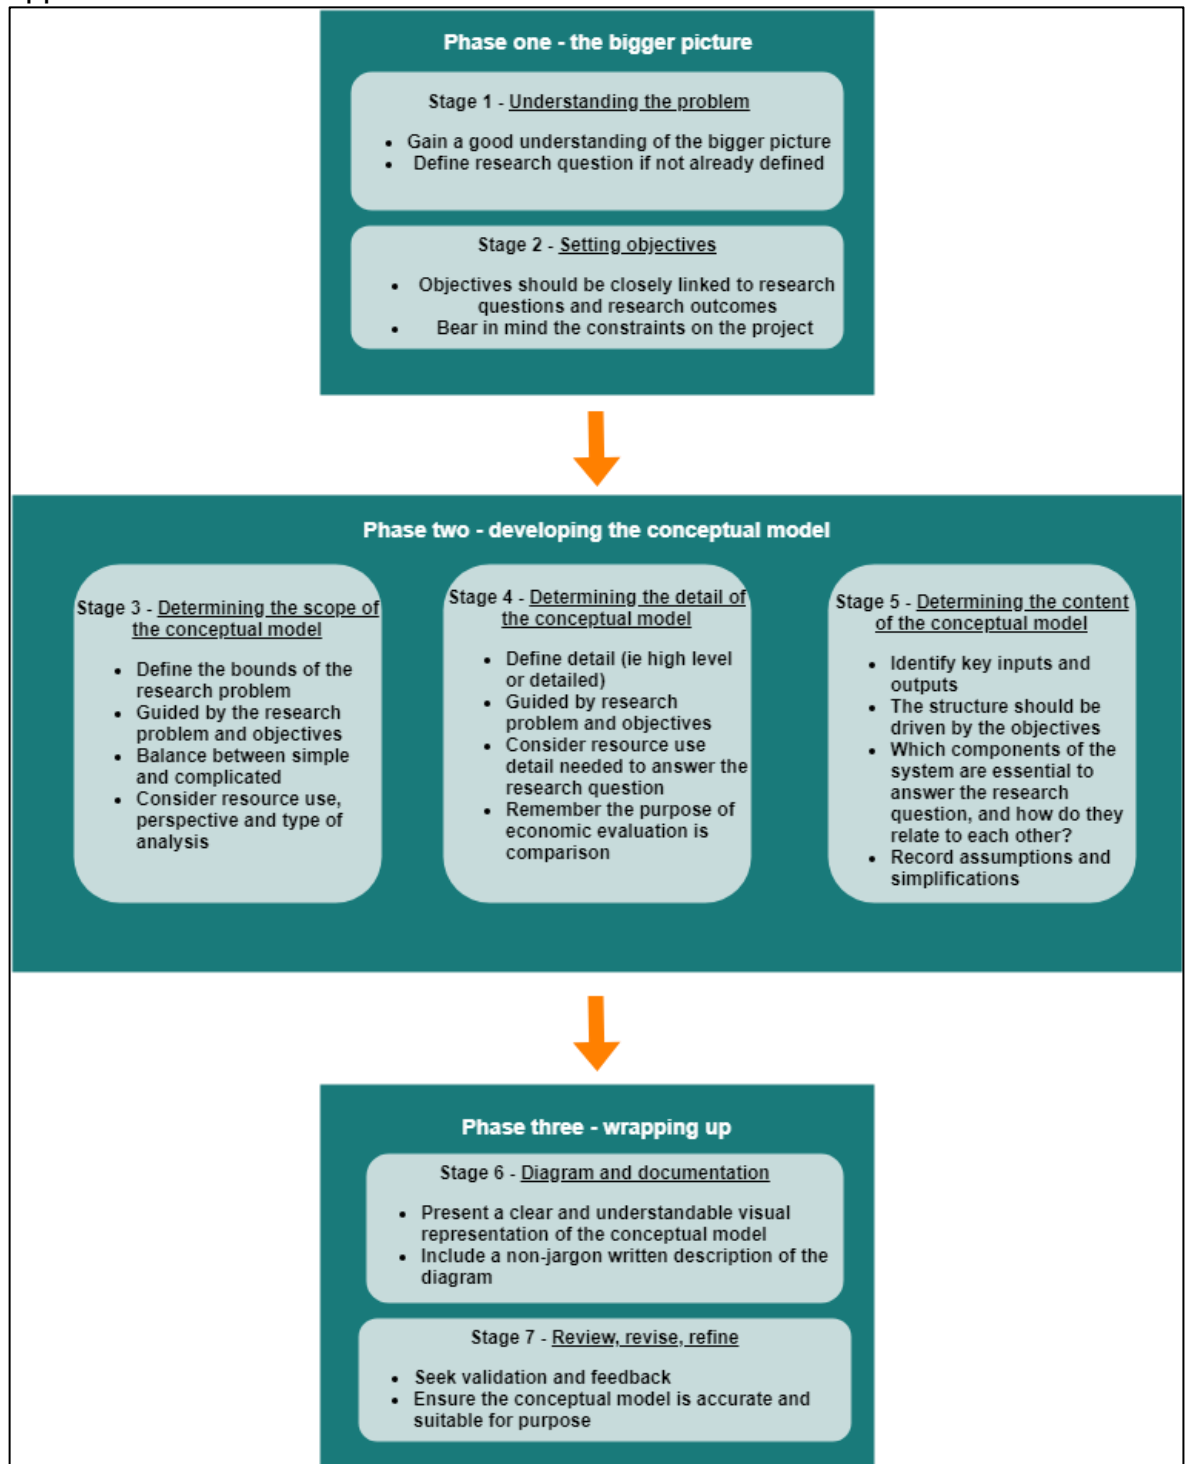 Phase one - the bigger picture
Stage 1 - Understanding the problem
• Gain a good understanding of the bigger picture
• Define research question if not already defined
Stage 2 - Setting objectives
• Objectives should be closely linked to research
questions and research outcomes
• Bear in mind the constraints on the project
Phase two - developing the conceptual model
Stage 3 - Determining the scope of
the conceptual model
• Define the bounds of the
research problem
• Guided by the research
problem and objectives
• Balance between simple
and complicated
• Consider resource use,
perspective and type of
analysis
Stage 4 - Determining the detail of
the conceptual model
• Define detail (ie high level
or detailed)
• Guided by research
problem and objectives
• Consider resource use
detail needed to answer the
research question
• Remember the purpose of
economic evaluation is
comparison
Stage 5 - Determining the content
of the conceptual model
• Identify key inputs and
outputs
• The structure should be
driven by the objectives
• Which components of the
system are essential to
answer the research
question, and how do they
relate to each other?
• Record assumptions and
simplifications
Phase three - wrapping up
Stage 6 - Diagram and documentation
• Present a clear and understandable visual
representation of the conceptual model
• Include a non-jargon written description of the
diagram
Stage 7 - Review, revise, refine
• Seek validation and feedback
• Ensure the conceptual model is accurate and
suitable for purpose